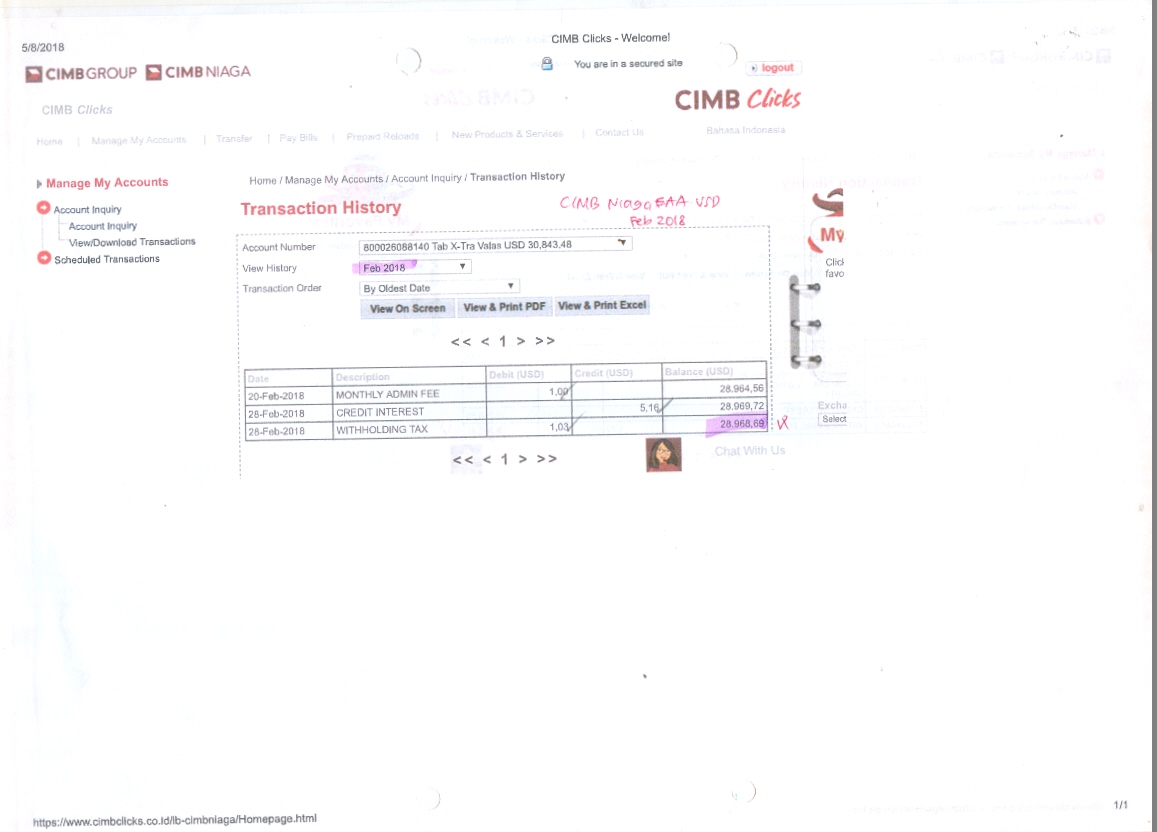 5/8/2018
CIMB Clicks - Welcome!
CIMBGROUP CIMBNIAGA
You are in a secured site
logout
CIMB Clicks
CIMB Clicks
Home | Manage My Accounts | Transfer | Pay Bills | Prepaid Reloads | New Products & Services | Contact Us
Bahasa Indonesia
Manage My Accounts
Account Inquiry
Account Inquiry
View/Download Transactions
Scheduled Transactions
Home / Manage My Accounts / Account Inquiry / Transaction History
Transaction History
CIMB Niaga EAA USD
Feb 2018
Account Number 800026088140 Tab X-Tra Valas USD 30,843.48
View History Feb 2018
Transaction Order By Oldest Date
View On Screen View & Print PDF View & Print Excel
<< < 1 > >>
Date Description Debit (USD) Credit (USD) Balance (USD)
20-Feb-2018 MONTHLY ADMIN FEE 1,00 28.964,56
28-Feb-2018 CREDIT INTEREST 5,16 28.969,72
28-Feb-2018 WITHHOLDING TAX 1,03 28.968,69
<< < 1 > >>
Chat With Us
My
Click
favo
Excha
Select
https://www.cimbclicks.co.id/ib-cimbniaga/Homepage.html
1/1